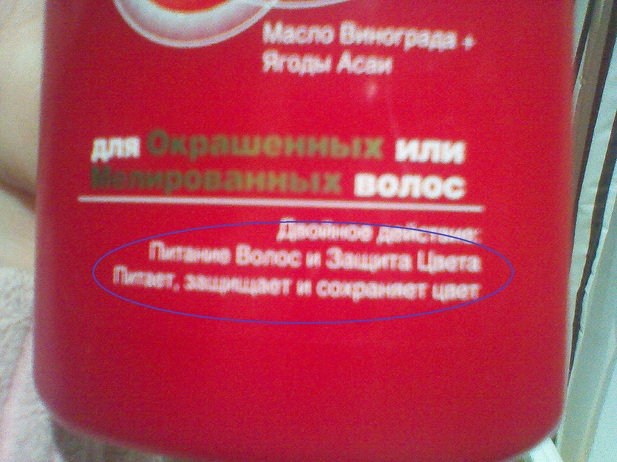 Масло Винограда +
Ягоды Асаи
для Окрашенных или
Мелированных волос
Двойное действие:
Питание Волос и Защита Цвета
Питает, защищает и сохраняет цвет